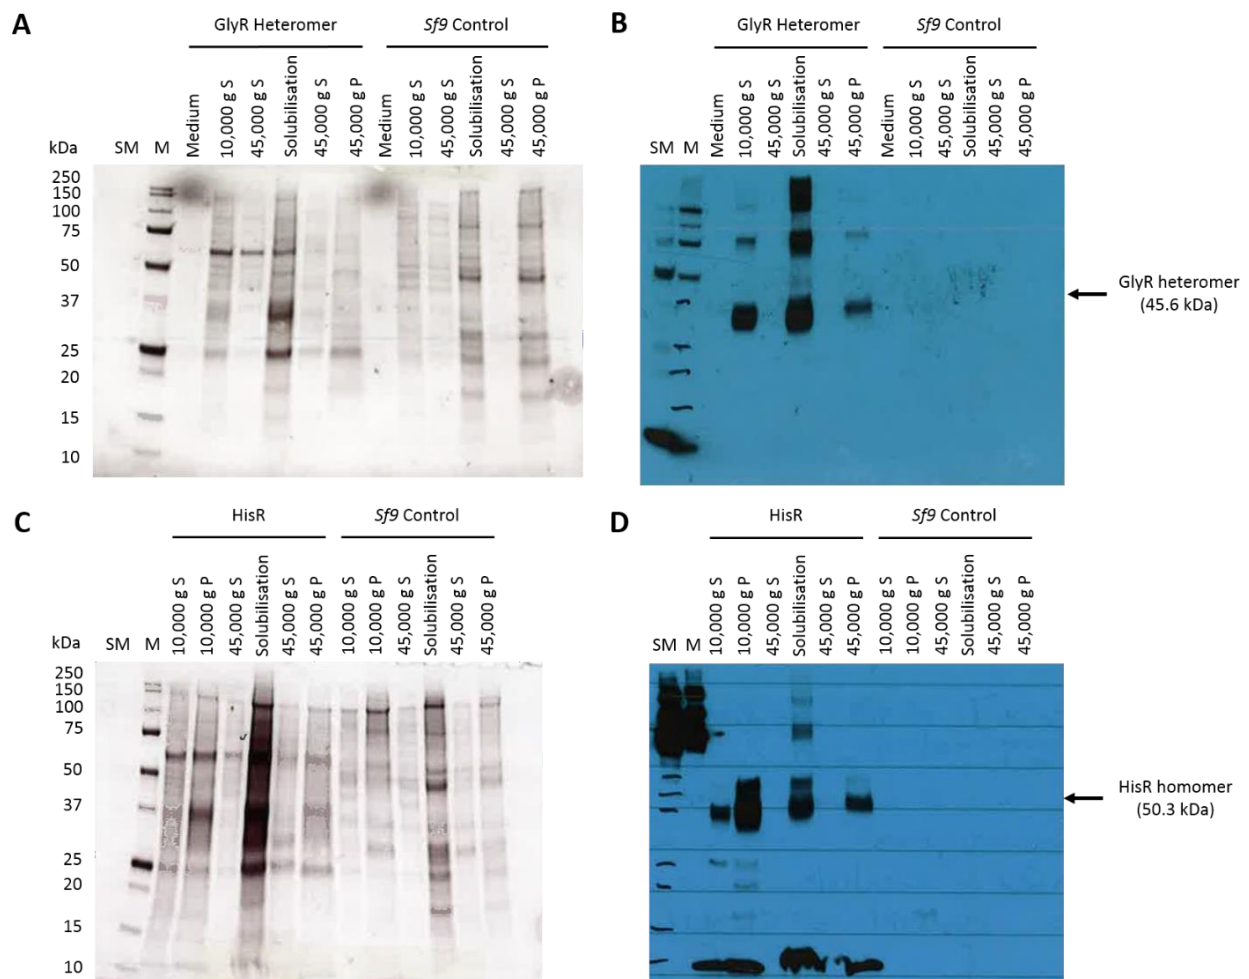 A
GlyR Heteromer
Sf9 Control
kDa
SM
M
Medium
10,000 g S
45,000 g S
Solubilisation
45,000 g S
45,000 g P
Medium
10,000 g S
45,000 g S
Solubilisation
45,000 g S
45,000 g P
250
150
100
75
50
37
25
20
15
10
B
GlyR Heteromer
Sf9 Control
SM
M
Medium
10,000 g S
45,000 g S
Solubilisation
45,000 g S
45,000 g P
Medium
10,000 g S
45,000 g S
Solubilisation
45,000 g S
45,000 g P
GlyR heteromer
(45.6 kDa)
C
HisR
Sf9 Control
kDa
SM
M
10,000 g S
10,000 g P
45,000 g S
Solubilisation
45,000 g S
45,000 g P
10,000 g S
10,000 g P
45,000 g S
Solubilisation
45,000 g S
45,000 g P
250
150
100
75
50
37
25
20
15
10
D
HisR
Sf9 Control
SM
M
10,000 g S
10,000 g P
45,000 g S
Solubilisation
45,000 g S
45,000 g P
10,000 g S
10,000 g P
45,000 g S
Solubilisation
45,000 g S
45,000 g P
HisR homomer
(50.3 kDa)